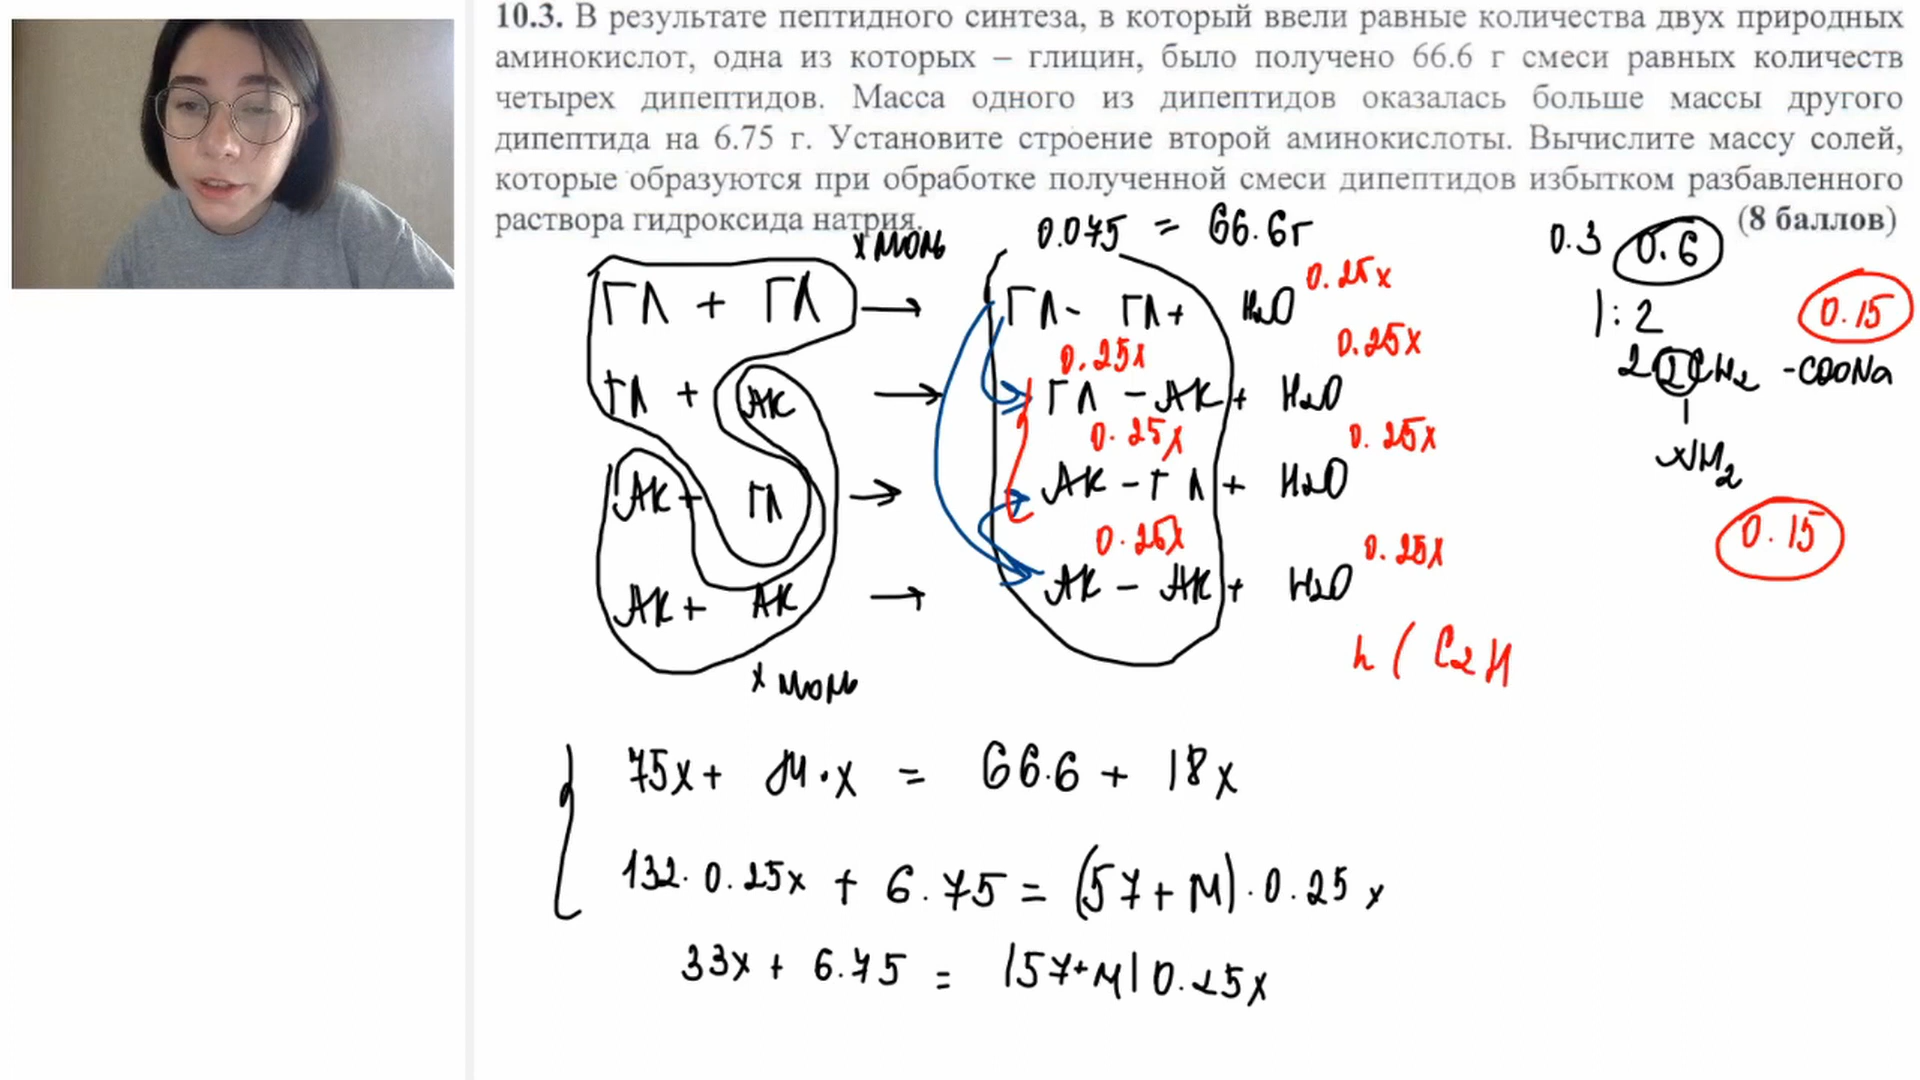 10.3. В результате пептидного синтеза, в который ввели равные количества двух природных
аминокислот, одна из которых – глицин, было получено 66.6 г смеси равных количеств
четырех дипептидов. Масса одного из дипептидов оказалась больше массы другого
дипептида на 6.75 г. Установите строение второй аминокислоты. Вычислите массу солей,
которые образуются при обработке полученной смеси дипептидов избытком разбавленного
раствора гидроксида натрия. (8 баллов)
х моль
0.075 = 66.6г
0.3 0.6
ГЛ + ГЛ → ГЛ - ГЛ + H2O 0.25x
1:2
0.15
0.25x
0.25x
CH2 - COONa
ГЛ + АК → ГЛ - АК + H2O
0.25x
0.25x
NH2
АК + ГЛ → АК - ГЛ + H2O
0.25x
0.25x
0.15
АК + АК → АК - АК + H2O
n ( C2H
х моль
75x + M·x = 66.6 + 18x
132·0.25x + 6.75 = (57+M)·0.25x
33x + 6.75 = (57+M)0.25x